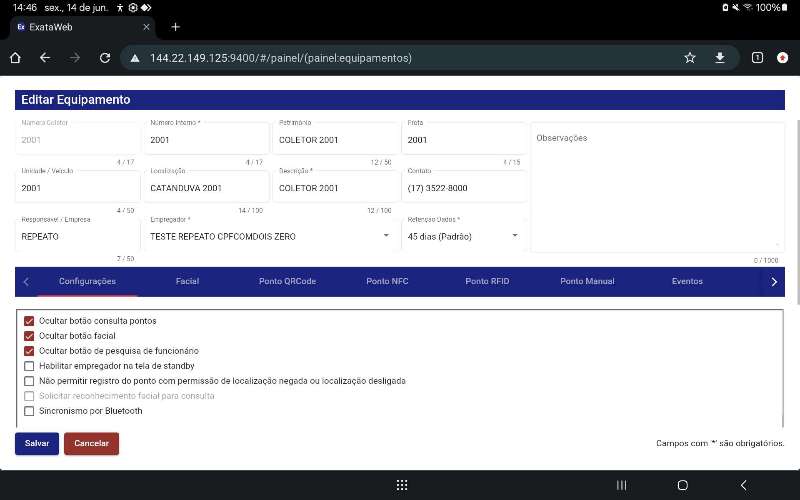 14:46 sex., 14 de jun. 100%
Ex ExataWeb
144.22.149.125:9400/#/painel/(painel:equipamentos)
1
Editar Equipamento
Número Coletor
2001
4 / 17
Número Interno *
2001
4 / 17
Patrimônio
COLETOR 2001
12 / 50
Frota
2001
4 / 15
Observações
0 / 1000
Unidade / Veículo
2001
4 / 50
Localização
CATANDUVA 2001
14 / 100
Descrição *
COLETOR 2001
12 / 100
Contato
(17) 3522-8000
Responsável / Empresa
REPEATO
7 / 50
Empregador *
TESTE REPEATO CPFCOMDOIS ZERO
Retenção Dados *
45 dias (Padrão)
Configurações Facial Ponto QRCode Ponto NFC Ponto RFID Ponto Manual Eventos
Ocultar botão consulta pontos
Ocultar botão facial
Ocultar botão de pesquisa de funcionário
Habilitar empregador na tela de standby
Não permitir registro do ponto com permissão de localização negada ou localização desligada
Solicitar reconhecimento facial para consulta
Sincronismo por Bluetooth
Salvar Cancelar Campos com '*' são obrigatórios.